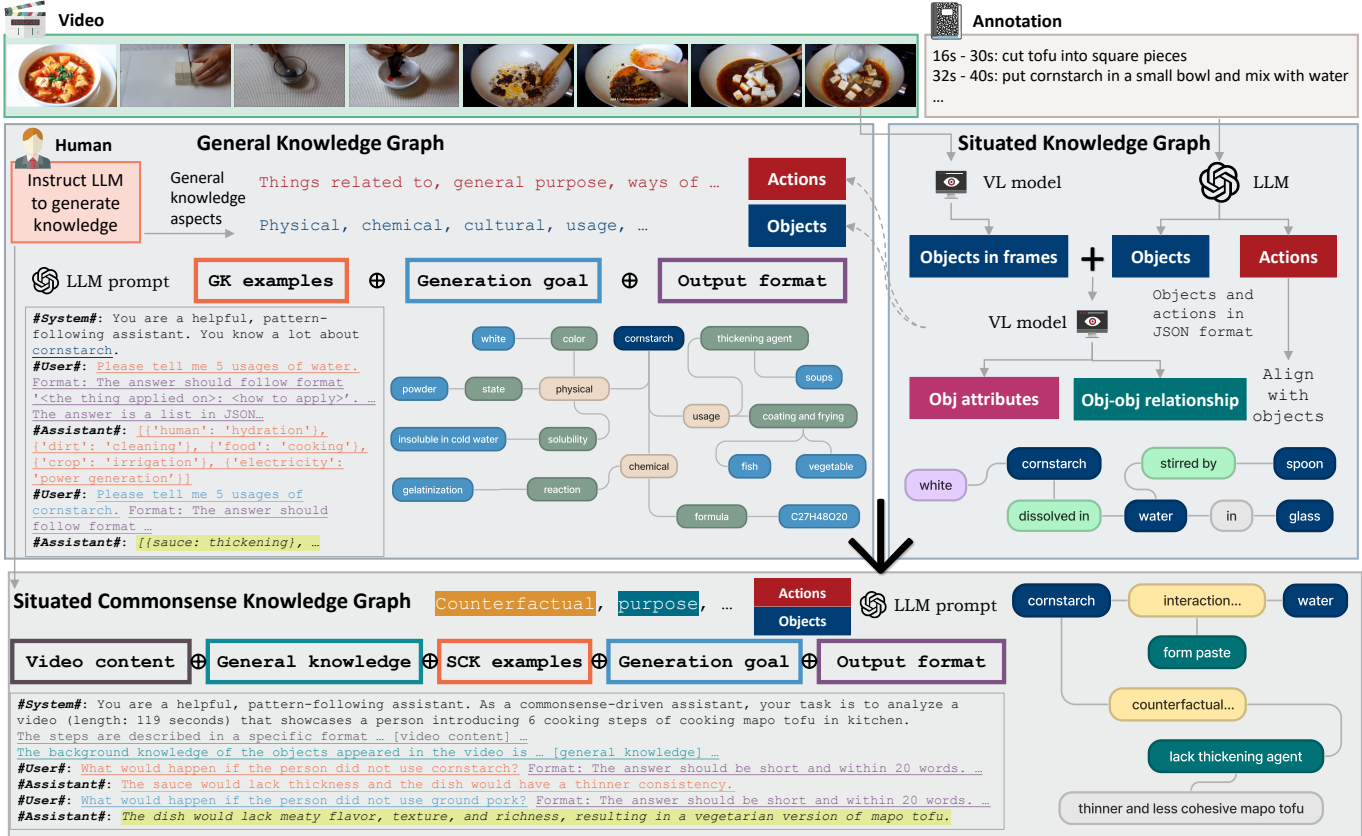 Video
Annotation
16s - 30s: cut tofu into square pieces
32s - 40s: put cornstarch in a small bowl and mix with water
...
Human
Instruct LLM
to generate
knowledge
General Knowledge Graph
General
knowledge
aspects
Things related to, general purpose, ways of …
Physical, chemical, cultural, usage, …
Actions
Objects
LLM prompt
GK examples
⊕
Generation goal
⊕
Output format
#System#: You are a helpful, pattern-
following assistant. You know a lot about
cornstarch.
#User#: Please tell me 5 usages of water.
Format: The answer should follow format
'<the thing applied on>: <how to apply>'. …
The answer is a list in JSON…
#Assistant#: [{'human': 'hydration'},
{'dirt': 'cleaning'}, {'food': 'cooking'},
{'crop': 'irrigation'}, {'electricity':
'power generation'}]
#User#: Please tell me 5 usages of
cornstarch. Format: The answer should
follow format …
#Assistant#: [{sauce: thickening}, …
white
color
cornstarch
thickening agent
powder
state
physical
soups
usage
coating and frying
insoluble in cold water
solubility
chemical
fish
vegetable
gelatinization
reaction
formula
C27H48O20
Situated Knowledge Graph
VL model
LLM
Objects in frames
+
Objects
Actions
VL model
Objects and
actions in
JSON format
Obj attributes
Obj-obj relationship
Align
with
objects
cornstarch
stirred by
spoon
white
dissolved in
water
in
glass
Situated Commonsense Knowledge Graph
Counterfactual, purpose, …
Actions
Objects
LLM prompt
Video content
⊕
General knowledge
⊕
SCK examples
⊕
Generation goal
⊕
Output format
#System#: You are a helpful, pattern-following assistant. As a commonsense-driven assistant, your task is to analyze a
video (length: 119 seconds) that showcases a person introducing 6 cooking steps of cooking mapo tofu in kitchen.
The steps are described in a specific format … [video content] …
The background knowledge of the objects appeared in the video is … [general knowledge] …
#User#: What would happen if the person did not use cornstarch? Format: The answer should be short and within 20 words. …
#Assistant#: The sauce would lack thickness and the dish would have a thinner consistency.
#User#: What would happen if the person did not use ground pork? Format: The answer should be short and within 20 words. …
#Assistant#: The dish would lack meaty flavor, texture, and richness, resulting in a vegetarian version of mapo tofu.
cornstarch
interaction...
water
form paste
counterfactual...
lack thickening agent
thinner and less cohesive mapo tofu